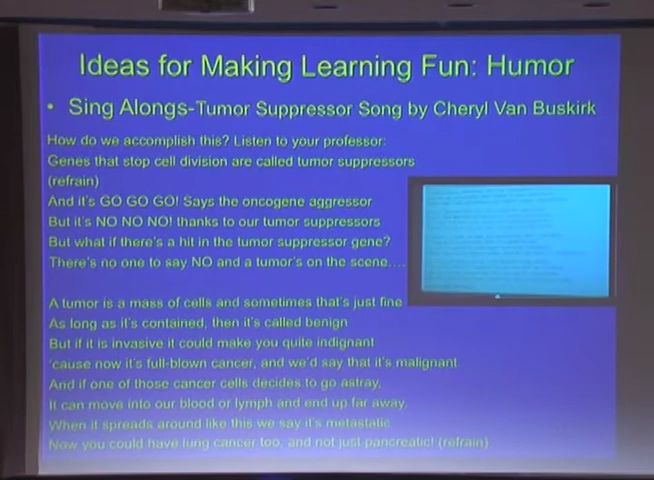 Ideas for Making Learning Fun: Humor
• Sing Alongs-Tumor Suppressor Song by Cheryl Van Buskirk
How do we accomplish this? Listen to your professor:
Genes that stop cell division are called tumor suppressors
(refrain)
And it's GO GO GO! Says the oncogene aggressor
But it's NO NO NO! thanks to our tumor suppressors
But what if there's a hit in the tumor suppressor gene?
There's no one to say NO and a tumor's on the scene....
A tumor is a mass of cells and sometimes that's just fine
As long as it's contained, then it's called benign
But if it is invasive it could make you quite indignant
'cause now it's full-blown cancer, and we'd say that it's malignant
And if one of those cancer cells decides to go astray,
It can move into our blood or lymph and end up far away.
When it spreads around like this we say it's metastatic
Now you could have lung cancer too, and not just pancreatic! (refrain)